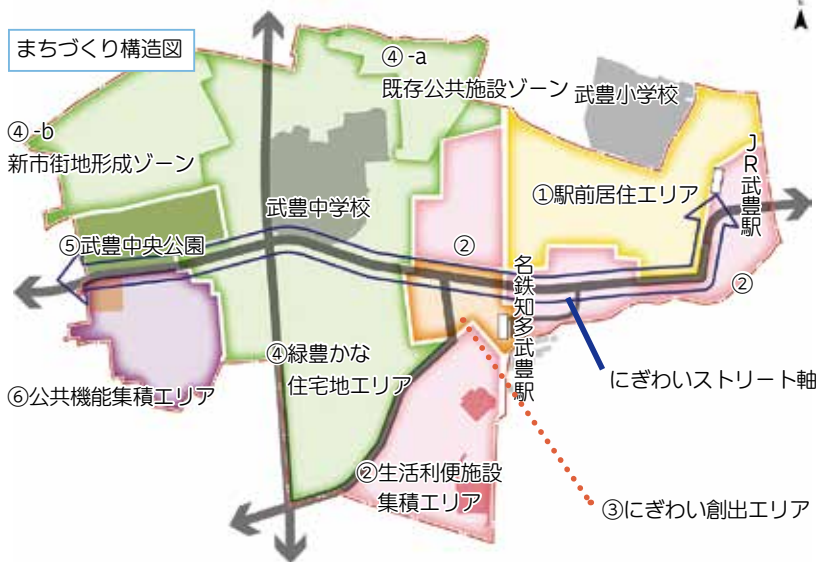 まちづくり構造図
④-a
既存公共施設ゾーン
武豊小学校
④-b
新市街地形成ゾーン
JR武豊駅
①駅前居住エリア
武豊中学校
⑤武豊中央公園
②
②
名鉄知多武豊駅
④緑豊かな
住宅地エリア
にぎわいストリート軸
⑥公共機能集積エリア
②生活利便施設
集積エリア
③にぎわい創出エリア